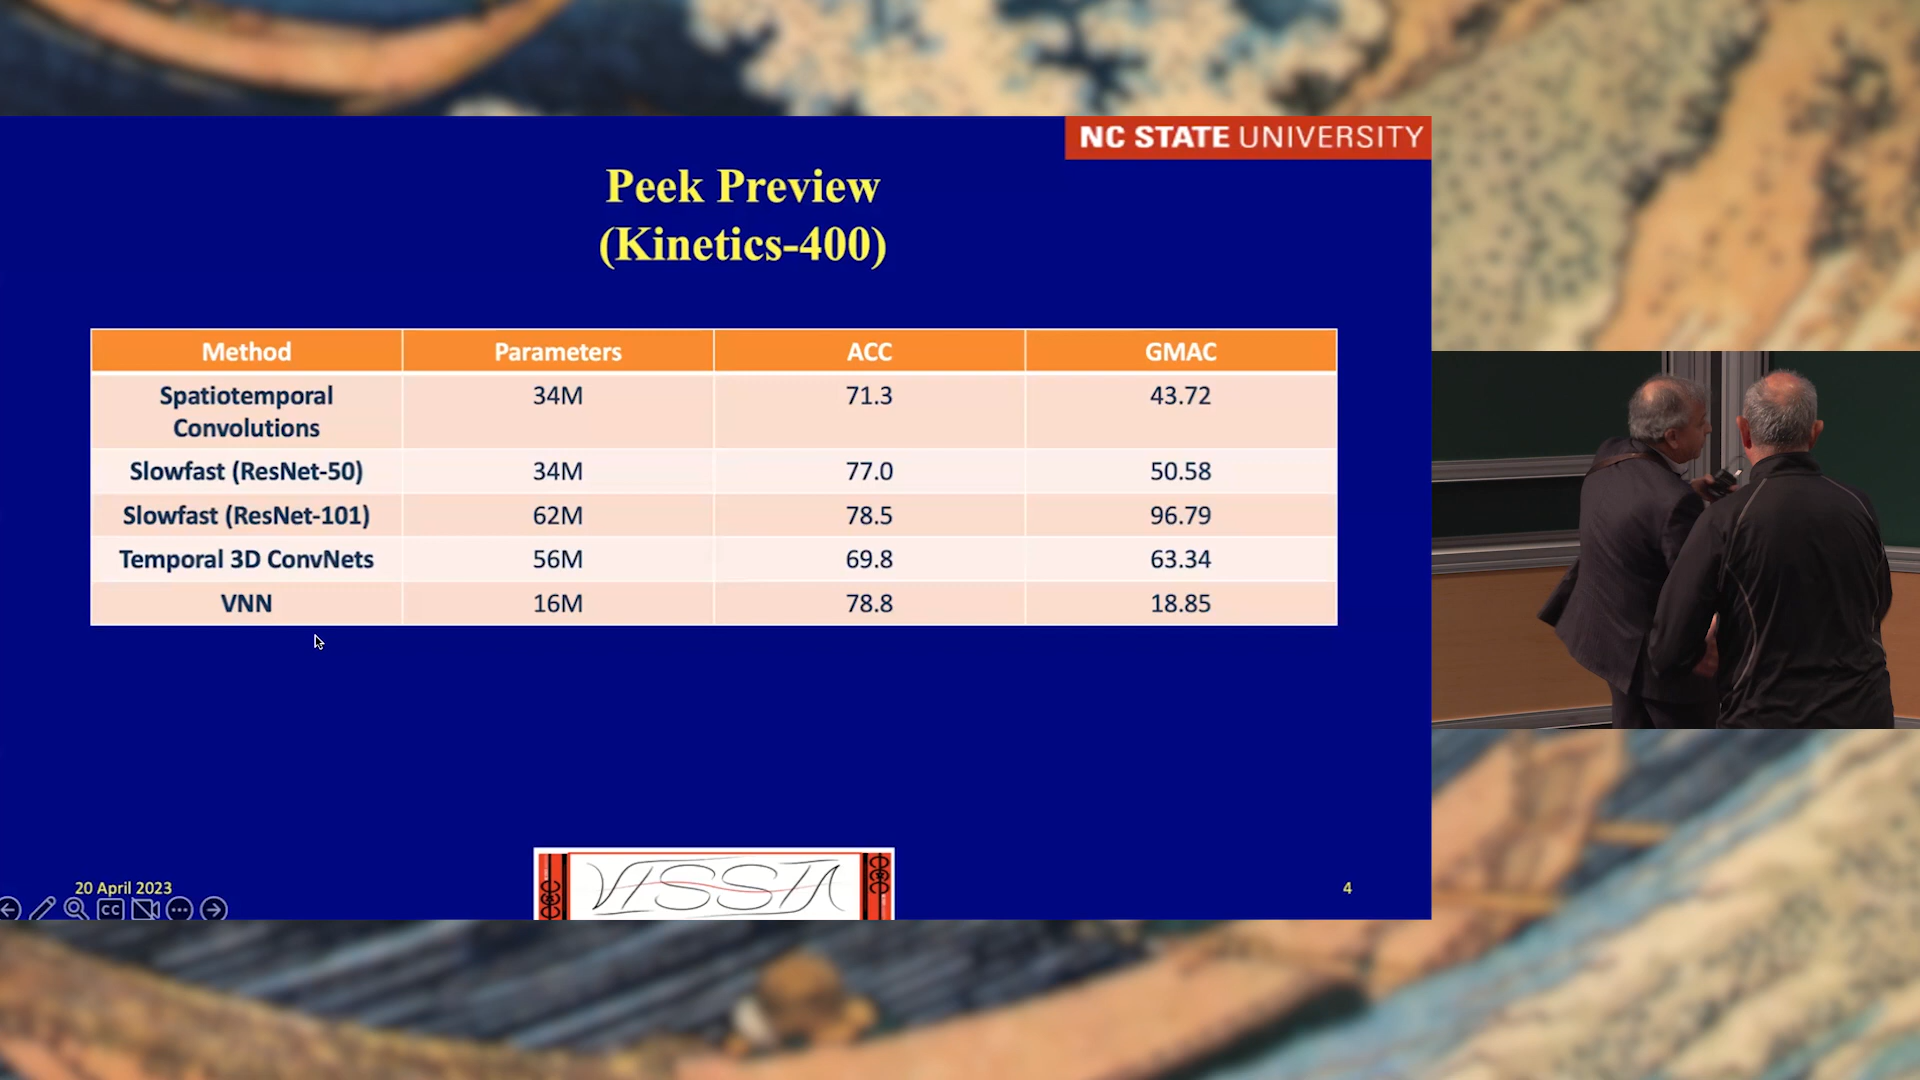 NC STATE UNIVERSITY
Peek Preview
(Kinetics-400)
Method Parameters ACC GMAC
Spatiotemporal Convolutions 34M 71.3 43.72
Slowfast (ResNet-50) 34M 77.0 50.58
Slowfast (ResNet-101) 62M 78.5 96.79
Temporal 3D ConvNets 56M 69.8 63.34
VNN 16M 78.8 18.85
VISSTA
20 April 2023
4
CC